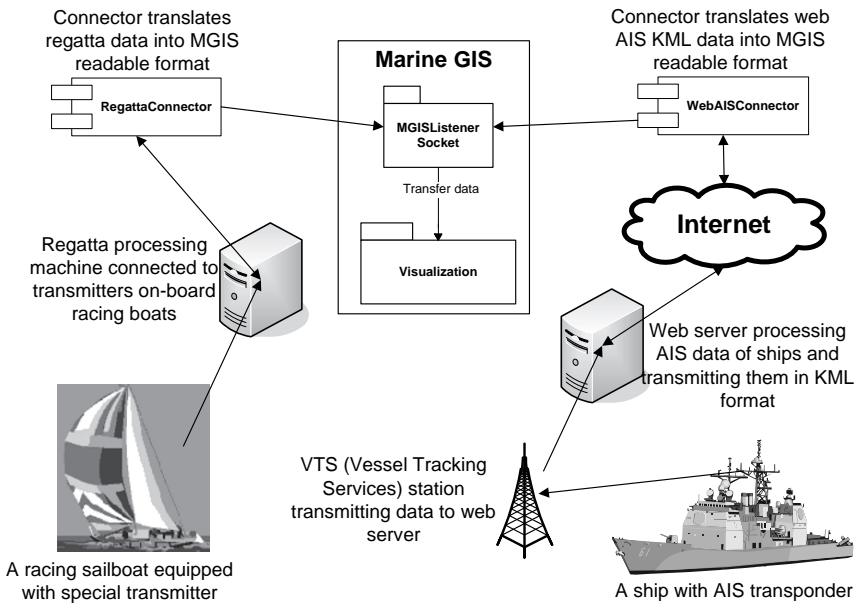 Connector translates
regatta data into MGIS
readable format
RegattaConnector
Marine GIS
MGISListener
Socket
Transfer data
Visualization
Connector translates web
AIS KML data into MGIS
readable format
WebAISConnector
Internet
Regatta processing
machine connected to
transmitters on-board
racing boats
Web server processing
AIS data of ships and
transmitting them in KML
format
VTS (Vessel Tracking
Services) station
transmitting data to web
server
61
A racing sailboat equipped
with special transmitter
A ship with AIS transponder